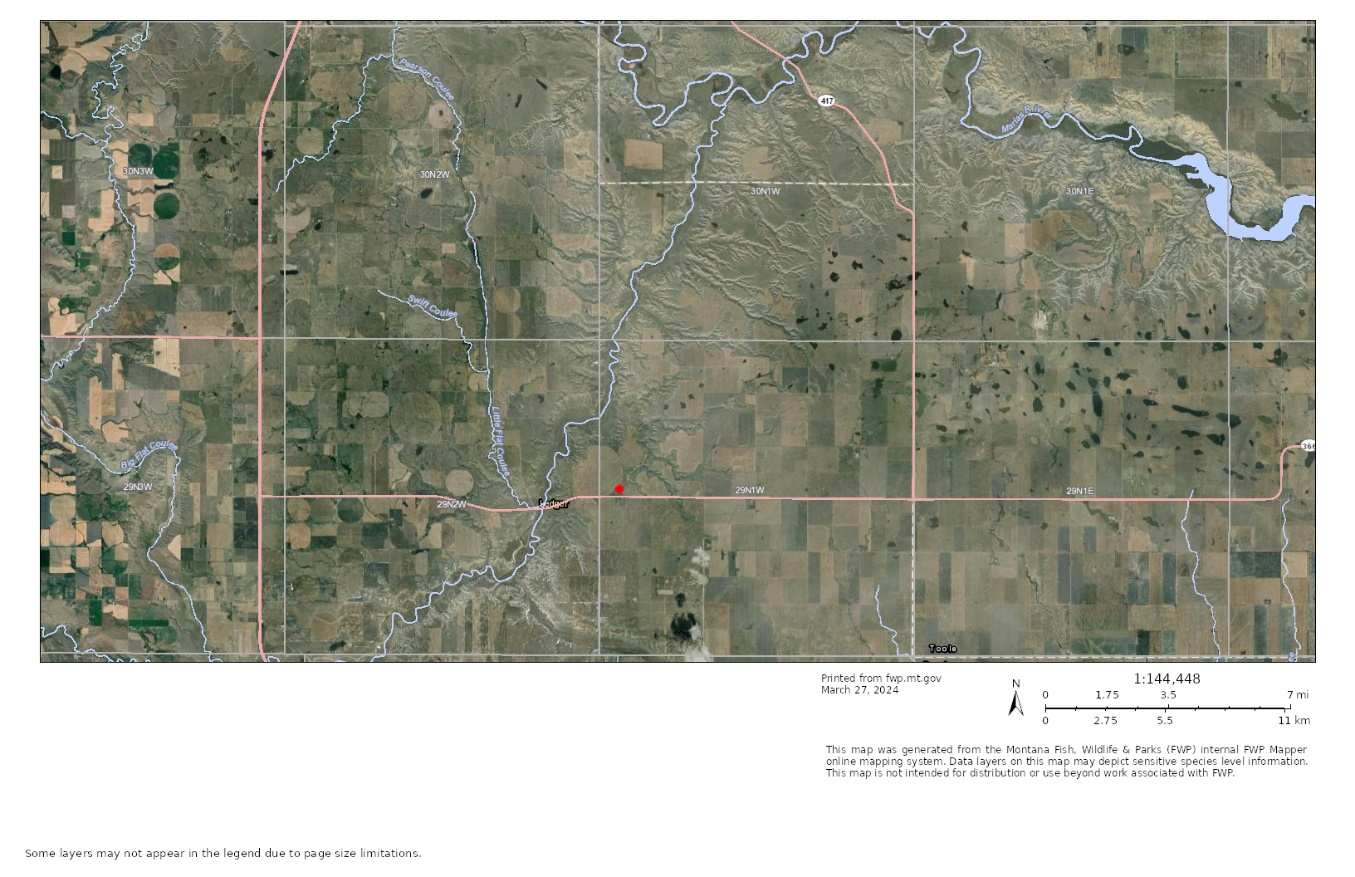 Pearson Coulee
417
Marias River
30N3W
30N2W
30N1W
30N1E
Swift Coulee
Little Flat Coulee
Big Flat Coulee
366
29N3W
29N2W
Ledger
29N1W
29N1E
Toole
Printed from fwp.mt.gov
March 27, 2024
N
1:144,448
0 1.75 3.5 7 mi
0 2.75 5.5 11 km
This map was generated from the Montana Fish, Wildlife & Parks (FWP) internal FWP Mapper
online mapping system. Data layers on this map may depict sensitive species level information.
This map is not intended for distribution or use beyond work associated with FWP.
Some layers may not appear in the legend due to page size limitations.